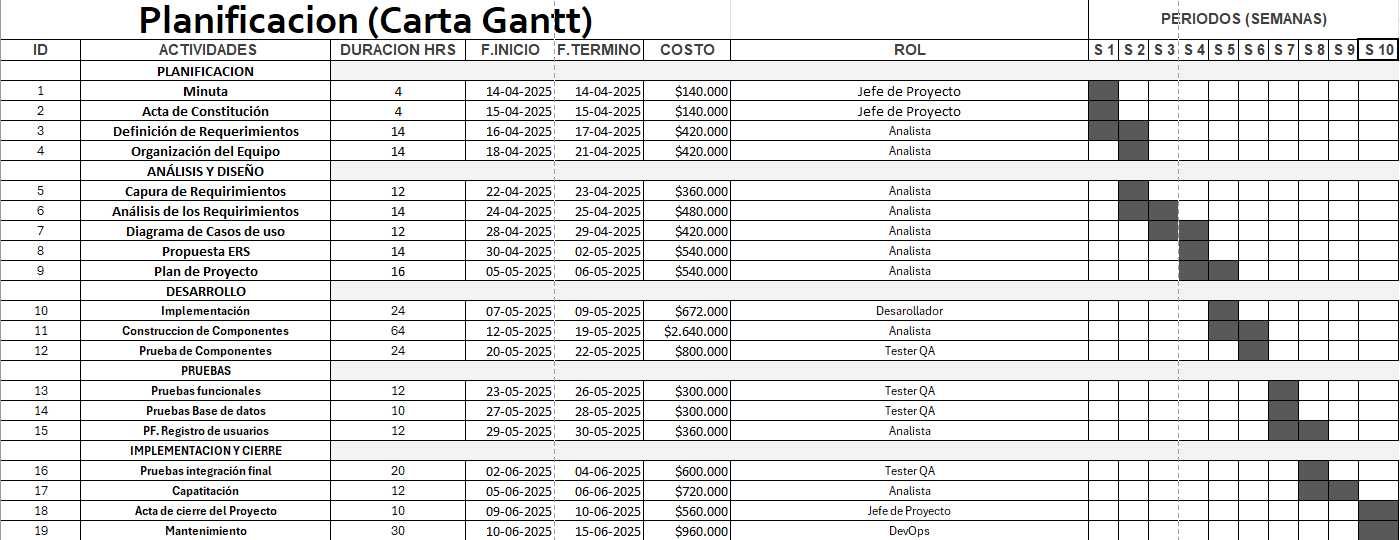 Planificacion (Carta Gantt) PERIODOS (SEMANAS)
ID ACTIVIDADES DURACION HRS F.INICIO F.TERMINO COSTO ROL S 1 S 2 S 3 S 4 S 5 S 6 S 7 S 8 S 9 S 10
PLANIFICACION
1 Minuta 4 14-04-2025 14-04-2025 $140.000 Jefe de Proyecto
2 Acta de Constitución 4 15-04-2025 15-04-2025 $140.000 Jefe de Proyecto
3 Definición de Requerimientos 14 16-04-2025 17-04-2025 $420.000 Analista
4 Organización del Equipo 14 18-04-2025 21-04-2025 $420.000 Analista
ANÁLISIS Y DISEÑO
5 Capura de Requirimientos 12 22-04-2025 23-04-2025 $360.000 Analista
6 Análisis de los Requirimientos 14 24-04-2025 25-04-2025 $480.000 Analista
7 Diagrama de Casos de uso 12 28-04-2025 29-04-2025 $420.000 Analista
8 Propuesta ERS 14 30-04-2025 02-05-2025 $540.000 Analista
9 Plan de Proyecto 16 05-05-2025 06-05-2025 $540.000 Analista
DESARROLLO
10 Implementación 24 07-05-2025 09-05-2025 $672.000 Desarollador
11 Construccion de Componentes 64 12-05-2025 19-05-2025 $2.640.000 Analista
12 Prueba de Componentes 24 20-05-2025 22-05-2025 $800.000 Tester QA
PRUEBAS
13 Pruebas funcionales 12 23-05-2025 26-05-2025 $300.000 Tester QA
14 Pruebas Base de datos 10 27-05-2025 28-05-2025 $300.000 Tester QA
15 PF. Registro de usuarios 12 29-05-2025 30-05-2025 $360.000 Analista
IMPLEMENTACION Y CIERRE
16 Pruebas integración final 20 02-06-2025 04-06-2025 $600.000 Tester QA
17 Capatitación 12 05-06-2025 06-06-2025 $720.000 Analista
18 Acta de cierre del Proyecto 10 09-06-2025 10-06-2025 $560.000 Jefe de Proyecto
19 Mantenimiento 30 10-06-2025 15-06-2025 $960.000 DevOps